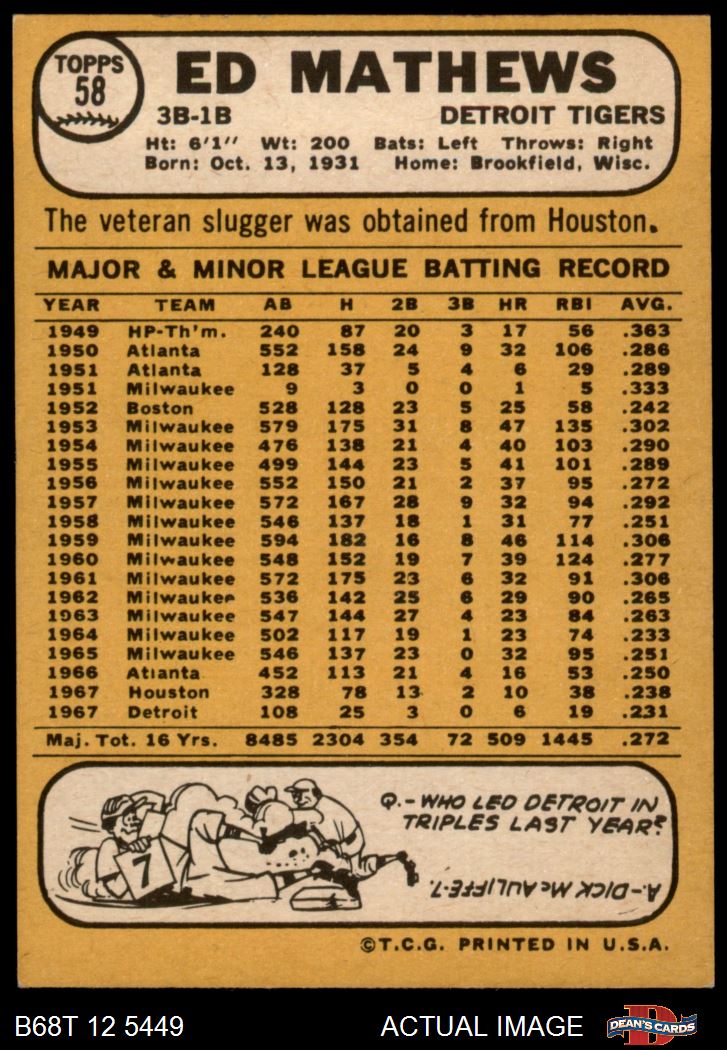 TOPPS
58
ED MATHEWS
3B-1B DETROIT TIGERS
Ht: 6'1" Wt: 200 Bats: Left Throws: Right
Born: Oct. 13, 1931 Home: Brookfield, Wisc.
The veteran slugger was obtained from Houston.
MAJOR & MINOR LEAGUE BATTING RECORD
YEAR TEAM AB H 2B 3B HR RBI AVG.
1949 HP-Th'm. 240 87 20 3 17 56 .363
1950 Atlanta 552 158 24 9 32 106 .286
1951 Atlanta 128 37 5 4 6 29 .289
1951 Milwaukee 9 3 0 0 1 5 .333
1952 Boston 528 128 23 5 25 58 .242
1953 Milwaukee 579 175 31 8 47 135 .302
1954 Milwaukee 476 138 21 4 40 103 .290
1955 Milwaukee 499 144 23 5 41 101 .289
1956 Milwaukee 552 150 21 2 37 95 .272
1957 Milwaukee 572 167 28 9 32 94 .292
1958 Milwaukee 546 137 18 1 31 77 .251
1959 Milwaukee 594 182 16 8 46 114 .306
1960 Milwaukee 548 152 19 7 39 124 .277
1961 Milwaukee 572 175 23 6 32 91 .306
1962 Milwaukee 536 142 25 6 29 90 .265
1963 Milwaukee 547 144 27 4 23 84 .263
1964 Milwaukee 502 117 19 1 23 74 .233
1965 Milwaukee 546 137 23 0 32 95 .251
1966 Atlanta 452 113 21 4 16 53 .250
1967 Houston 328 78 13 2 10 38 .238
1967 Detroit 108 25 3 0 6 19 .231
Maj. Tot. 16 Yrs. 8485 2304 354 72 509 1445 .272
7
Q.- WHO LED DETROIT IN
TRIPLES LAST YEAR?
A.- DICK McAULIFFE-7.
©T.C.G. PRINTED IN U.S.A.
B68T 12 5449 ACTUAL IMAGE DEAN'S CARDS